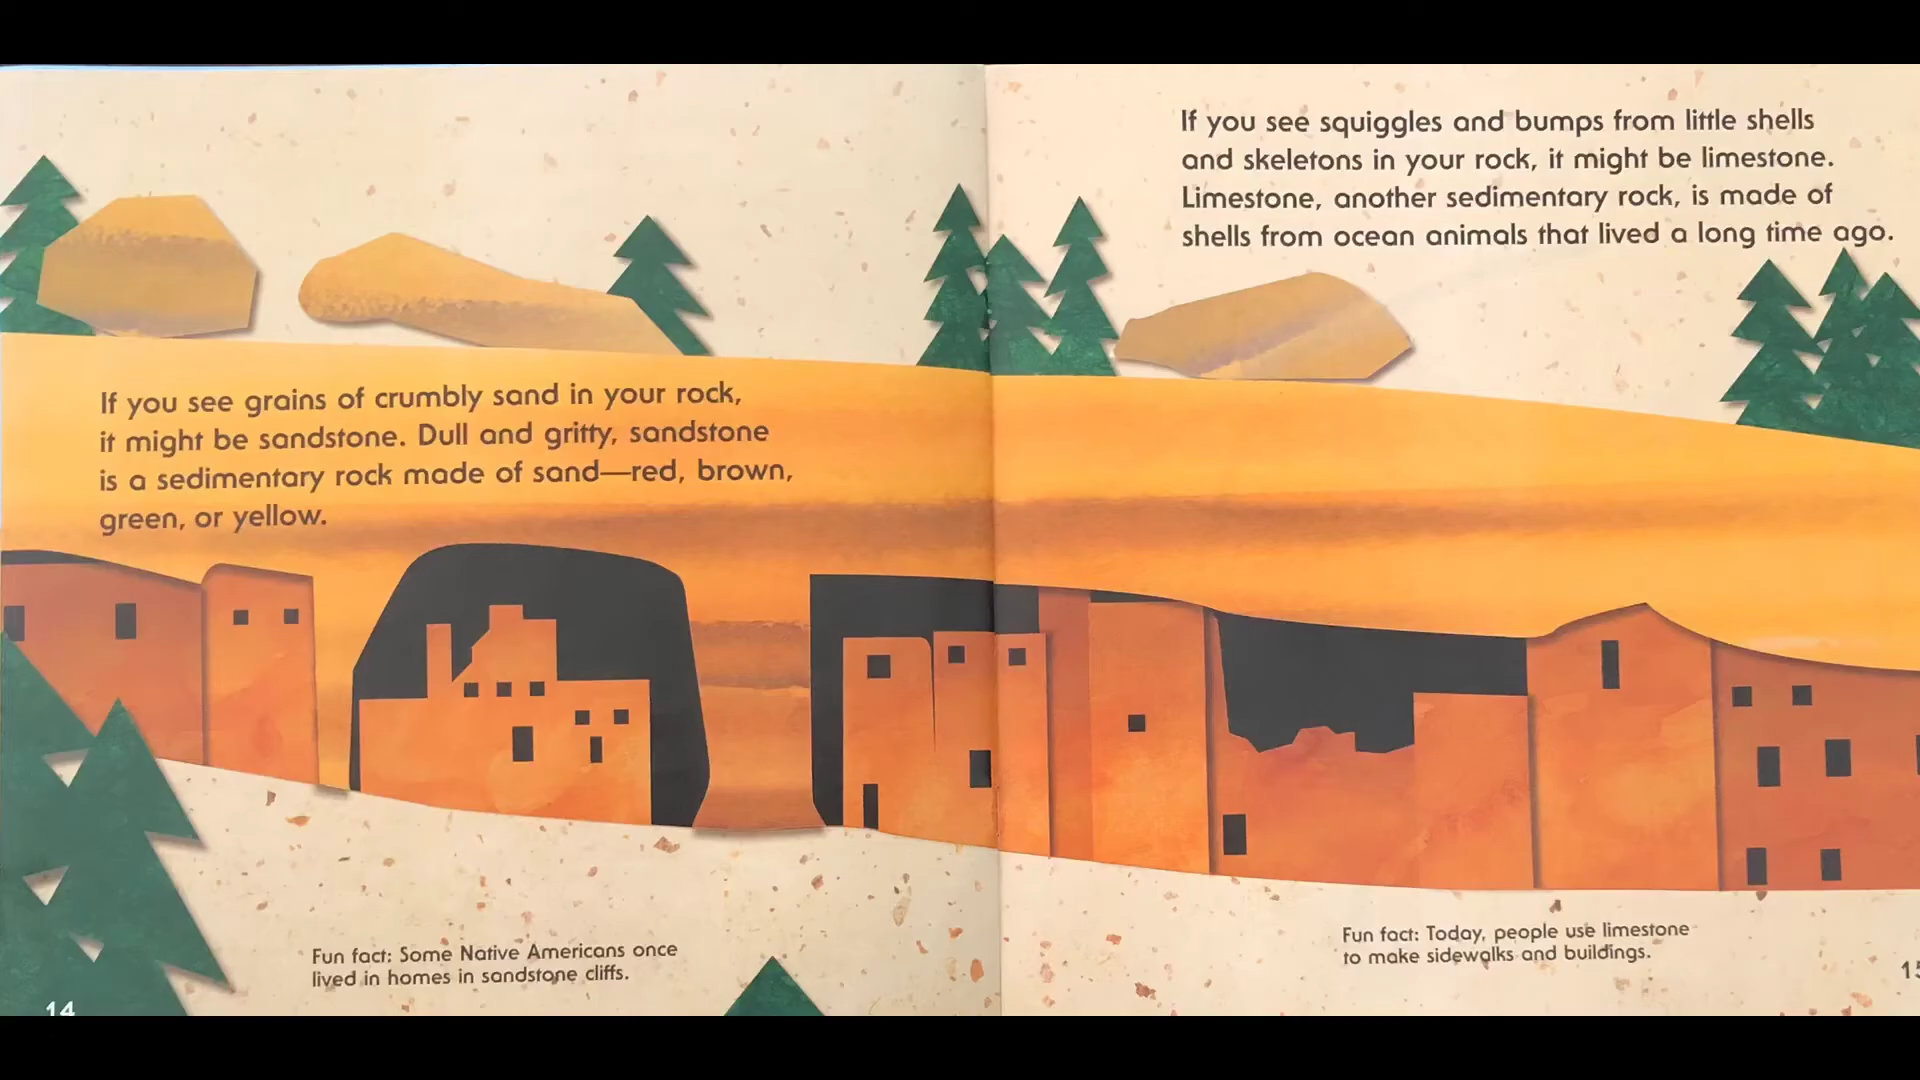 If you see grains of crumbly sand in your rock,
it might be sandstone. Dull and gritty, sandstone
is a sedimentary rock made of sand—red, brown,
green, or yellow.
Fun fact: Some Native Americans once
lived in homes in sandstone cliffs.
14
If you see squiggles and bumps from little shells
and skeletons in your rock, it might be limestone.
Limestone, another sedimentary rock, is made of
shells from ocean animals that lived a long time ago.
Fun fact: Today, people use limestone
to make sidewalks and buildings.
15